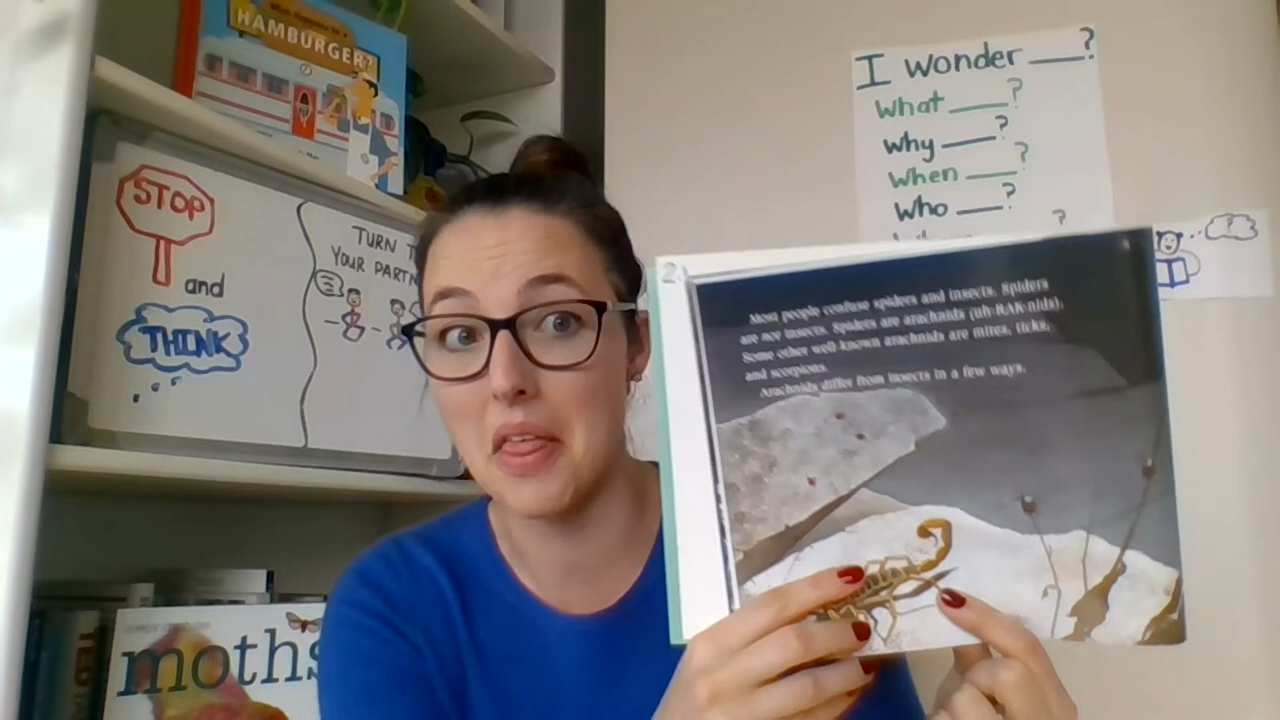 HAMBURGER?
I wonder ___?
What ___?
why ___?
when ___?
who ___?
?
STOP
and
THINK
TURN T
YOUR PARTN
Most people confuse spiders and insects. Spiders
are not insects. Spiders are arachnids (uh-RAK-nids).
Some other well-known arachnids are mites, ticks,
and scorpions.
Arachnids differ from insects in a few ways.
moths